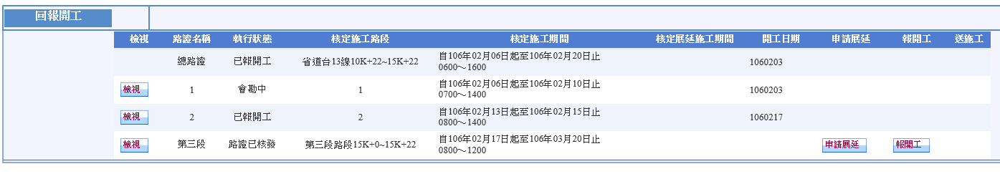 回報開工
檢視 路證名稱 執行狀態 核定施工路段 核定施工期間 核定展延施工期間 開工日期 申請展延 報開工 送施工
總路證 已報開工 省道台13線10K+22~15K+22 自106年02月06日起至106年02月20日止 1060203
0600～1600
檢視 1 會勘中 1 自106年02月06日起至106年02月10日止 1060203
0700～1400
檢視 2 已報開工 2 自106年02月13日起至106年02月15日止 1060217
0800～1400
檢視 第三段 路證已核發 第三段路段15K+0~15K+22 自106年02月17日起至106年03月20日止 申請展延 報開工
0800～1200